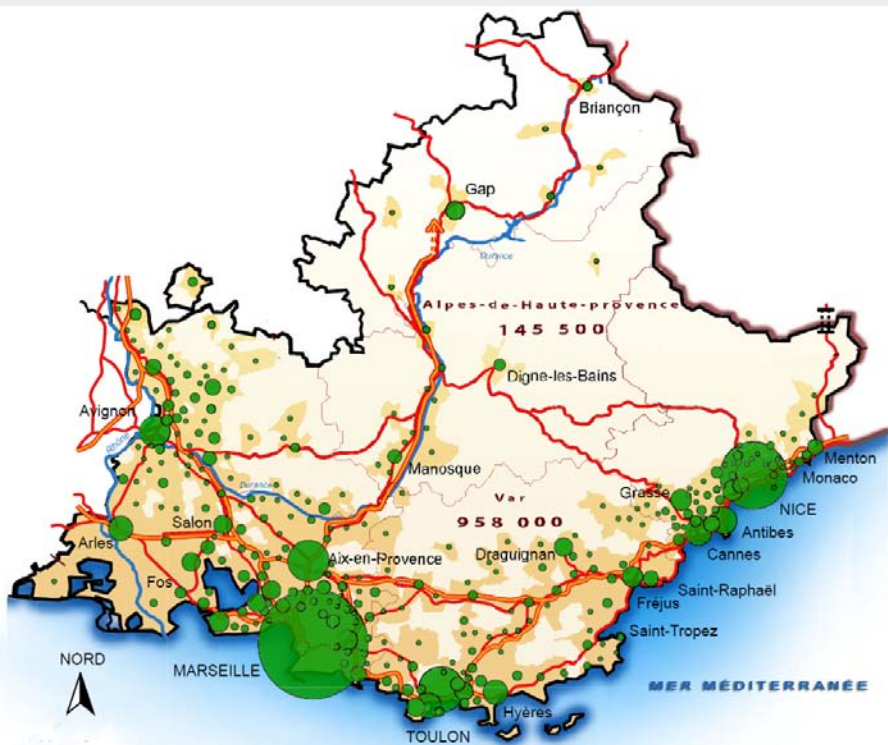 Briançon
Gap
Durance
Alpes-de-Haute-provence
145 500
Digne-les-Bains
Avignon
Rhône
Menton
Manosque
Monaco
Durance
Grasse
Var
NICE
958 000
Salon
Antibes
Arles
Draguignan
Cannes
Aix-en-Provence
Fos
Saint-Raphaël
Fréjus
Saint-Tropez
NORD
MARSEILLE
MER MÉDITERRANÉE
Hyères
TOULON